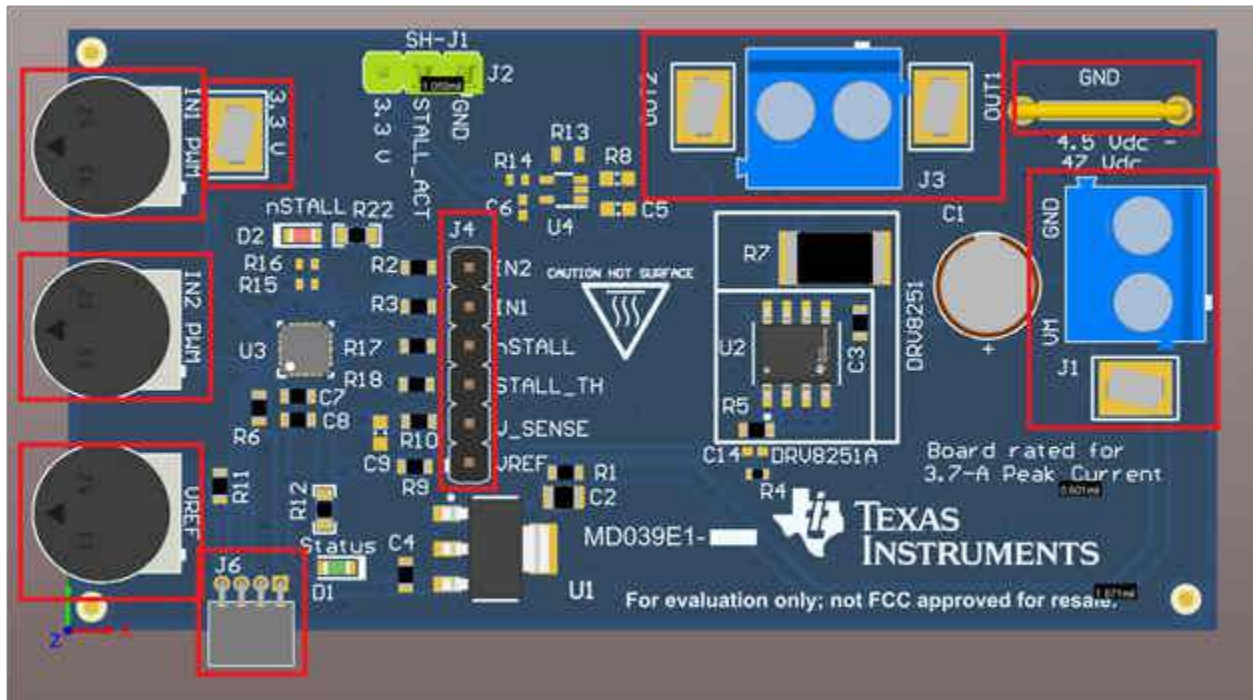 SH-J1
J2
3.3 V
STALL_ACT
GND
IN1 PWM
3.3 V
OUT2
OUT1
J3
GND
4.5 Vdc -
47 Vdc
R13
R14
R8
C6
U4
C5
nSTALL
D2
R22
J4
R16
R15
R2
IN2
R3
IN1
CAUTION HOT SURFACE
R7
C1
+
GND
VM
J1
IN2 PWM
U3
R17
nSTALL
R18
STALL_TH
U2
C3
DRV8251
C7
C8
R6
R10
V_SENSE
C9
R9
VREF
R5
C14
DRV8251A
R4
Board rated for
3.7-A Peak Current
VREF
R11
R12
R1
C2
MD039E1-
TEXAS
INSTRUMENTS
Status
C4
J6
D1
U1
For evaluation only; not FCC approved for resale.
Z